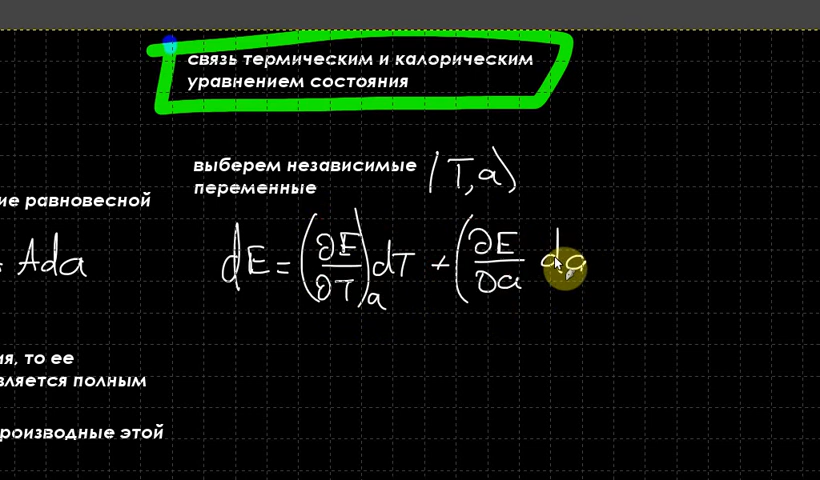 связь термическим и калорическим
уравнением состояния
выберем независимые
переменные
(T, a)
ие равновесной
= Ada
dE = (∂E/∂T)ₐ dT + (∂E/∂a da
ия, то ее
вляется полным
роизводные этой